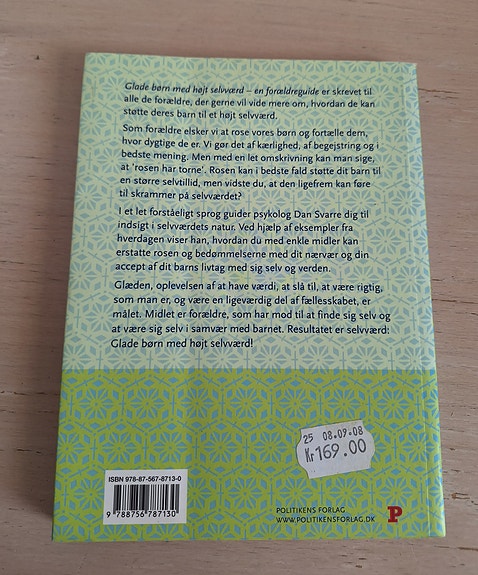 Glade børn med højt selvværd – en forældreguide er skrevet til
alle de forældre, der gerne vil vide mere om, hvordan de kan
støtte deres barn til et højt selvværd.
Som forældre elsker vi at rose vores børn og fortælle dem,
hvor dygtige de er. Vi gør det af kærlighed, af begejstring og i
bedste mening. Men med en let omskrivning kan man sige,
at 'rosen har torne'. Rosen kan i bedste fald støtte dit barn til
en større selvtillid, men vidste du, at den ligefrem kan føre
til skrammer på selvværdet?
I et let forståeligt sprog guider psykolog Dan Svarre dig til
indsigt i selvværdets natur. Ved hjælp af eksempler fra
hverdagen viser han, hvordan du med enkle midler kan
erstatte rosen og bedømmelserne med dit nærvær og din
accept af dit barns livtag med sig selv og verden.
Glæden, oplevelsen af at have værdi, at slå til, at være rigtig,
som man er, og være en ligeværdig del af fællesskabet, er
målet. Midlet er forældre, som har mod til at finde sig selv og
at være sig selv i samvær med barnet. Resultatet er selvværd:
Glade børn med højt selvværd!
25 08.09.08
Kr 169.00
ISBN 978-87-567-8713-0
9 788756 787130
POLITIKENS FORLAG
WWW.POLITIKENSFORLAG.DK
P